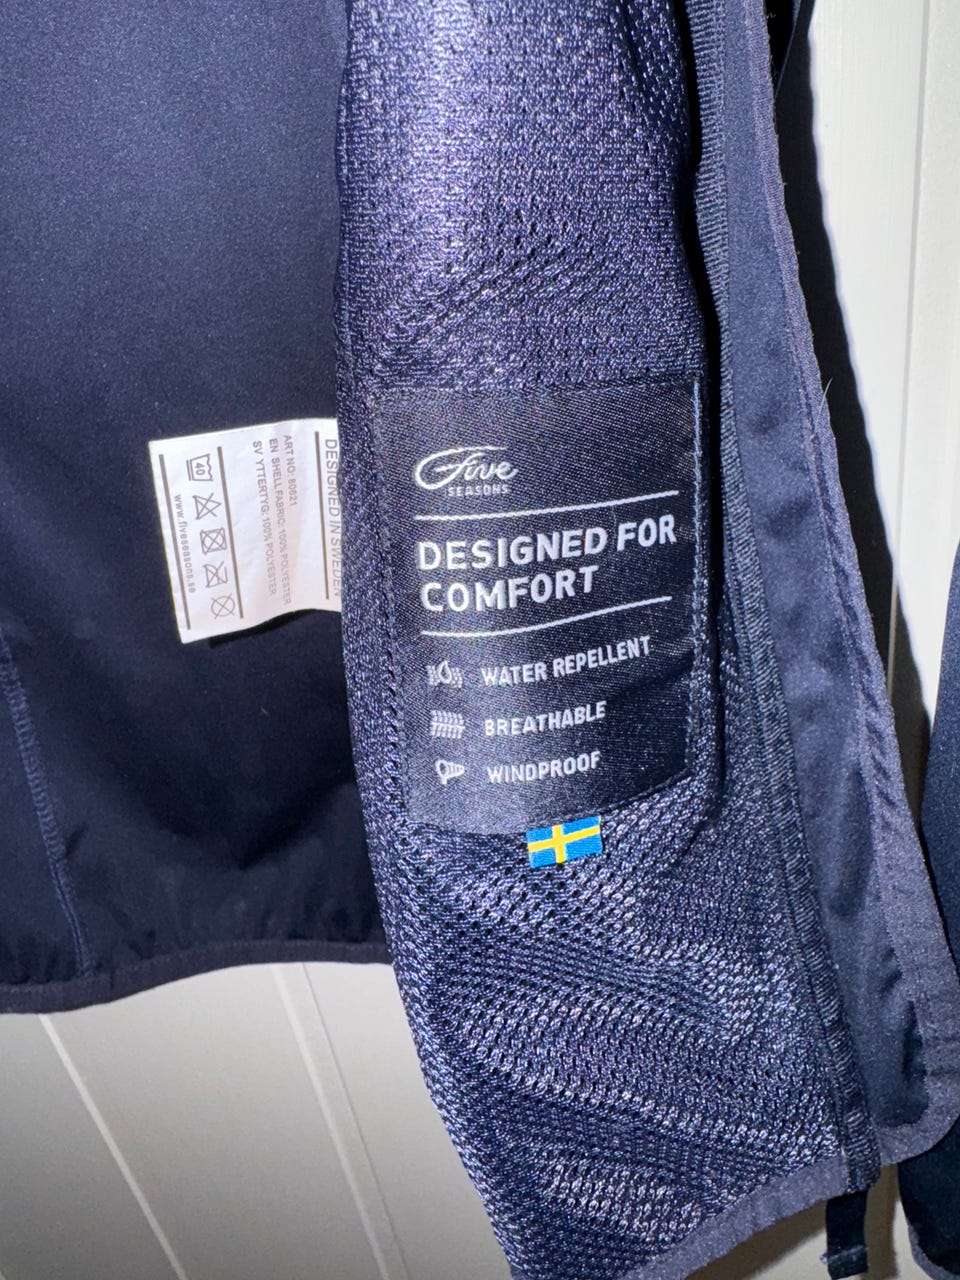 Five
SEASONS
DESIGNED FOR
COMFORT
WATER REPELLENT
BREATHABLE
WINDPROOF
DESIGNED IN SWEDEN
ART NO: 80621
EN SHELLFABRIC: 100% POLYESTER
SV YTTERTYG: 100% POLYESTER
40
www.fiveseasons.se